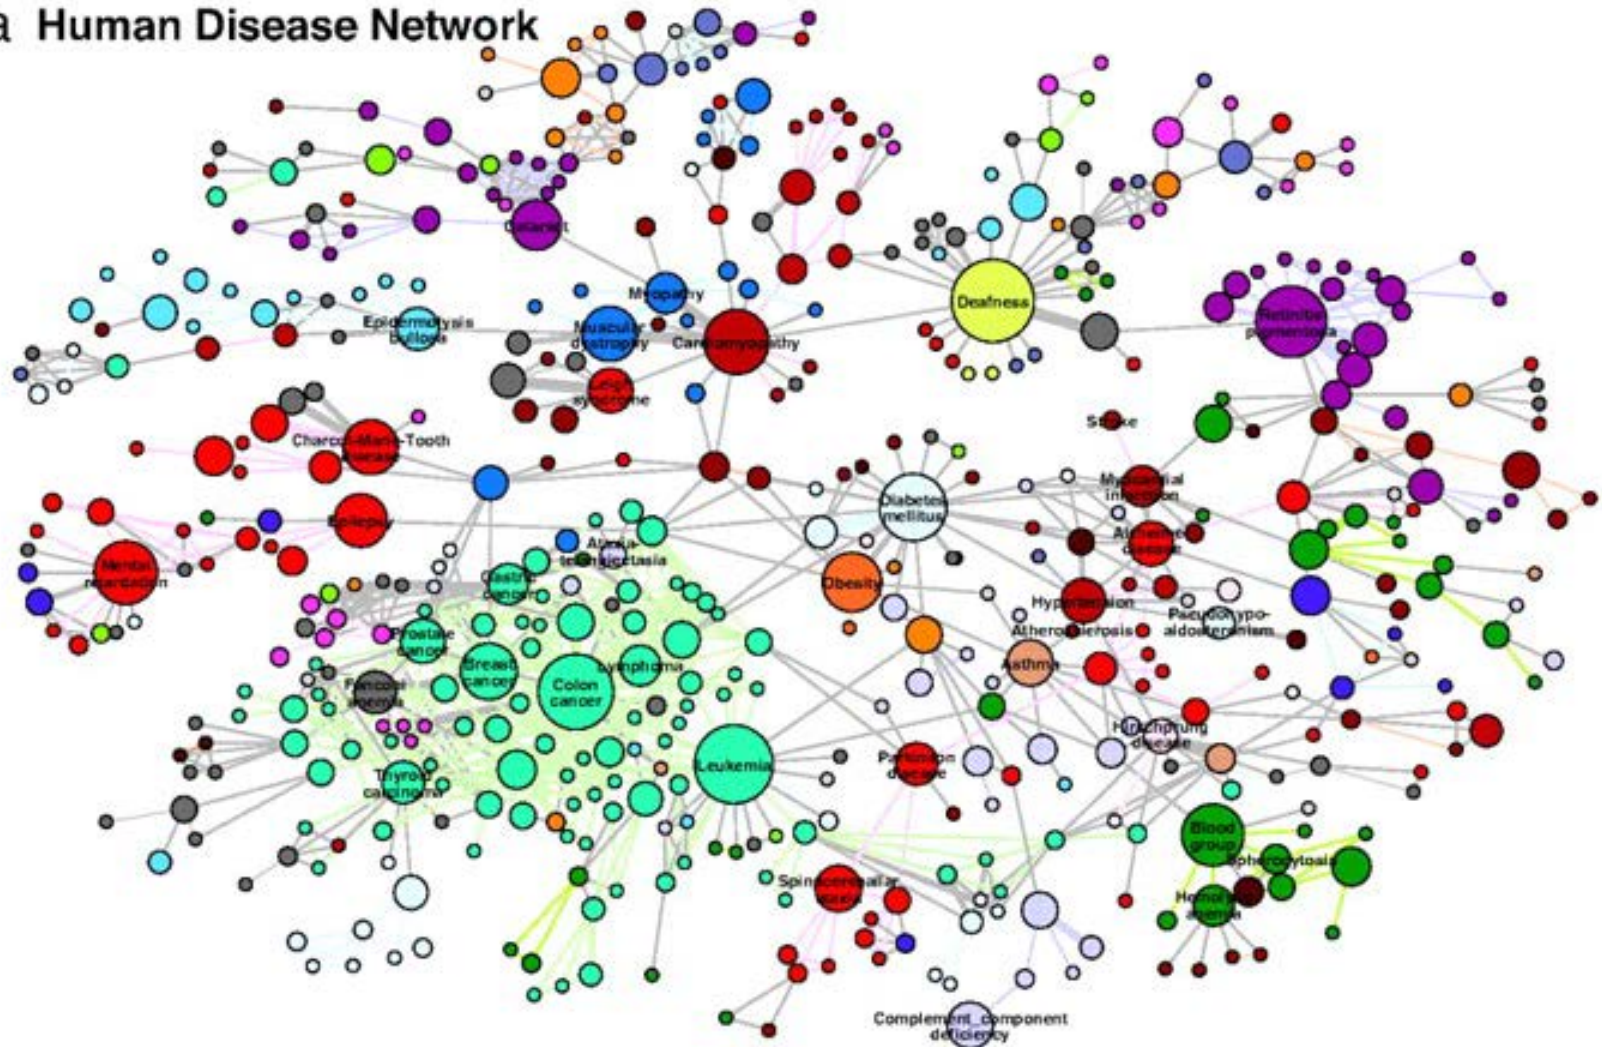 a Human Disease Network
Cataract
Myopathy
Epidermolysis
bullosa
Muscular
dystrophy
Cardiomyopathy
Deafness
Retinitis
pigmentosa
Leigh
syndrome
Charcot-Marie-Tooth
disease
Stroke
Myocardial
infarction
Diabetes
mellitus
Epilepsy
Alzheimer
disease
Ataxia-
telangiectasia
Mental
retardation
Gastric
cancer
Obesity
Hypertension
Pseudohypo-
aldosteronism
Atherosclerosis
Prostate
cancer
Breast
cancer
Lymphoma
Asthma
Fanconi
anemia
Colon
cancer
Hirschprung
disease
Leukemia
Parkinson
disease
Thyroid
carcinoma
Blood
group
Spherocytosis
Spinocerebellar
ataxia
Hemolytic
anemia
Complement_component
deficiency